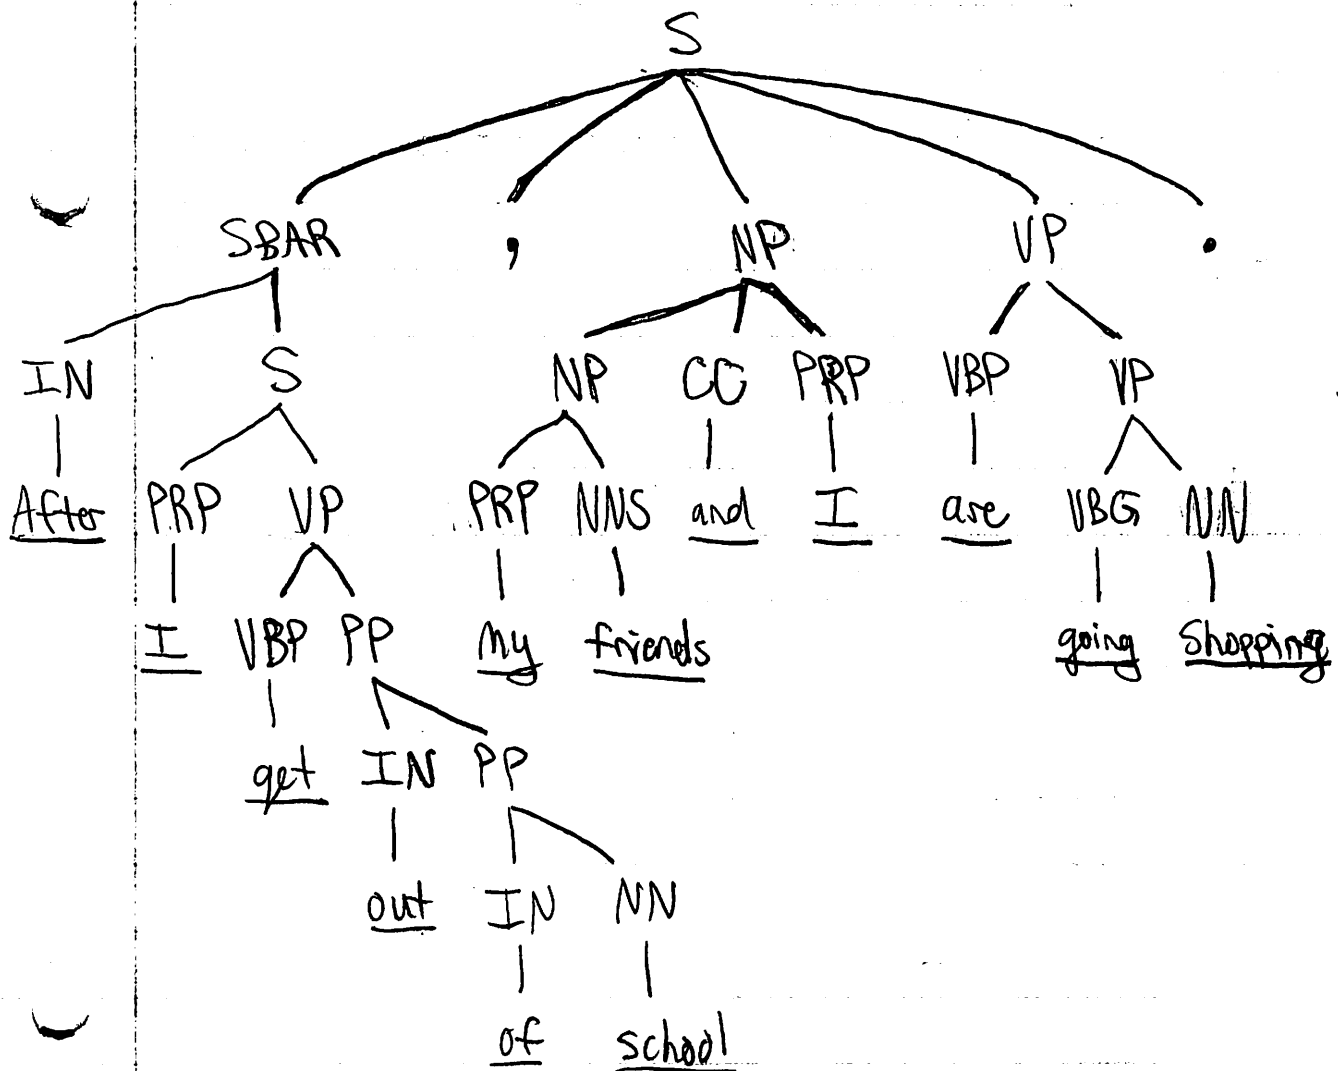 S
SBAR , NP VP .
IN S NP CC PRP VBP VP
After PRP VP PRP NNS and I are VBG NN
I VBP PP My friends going shopping
get IN PP
out IN NN
of school